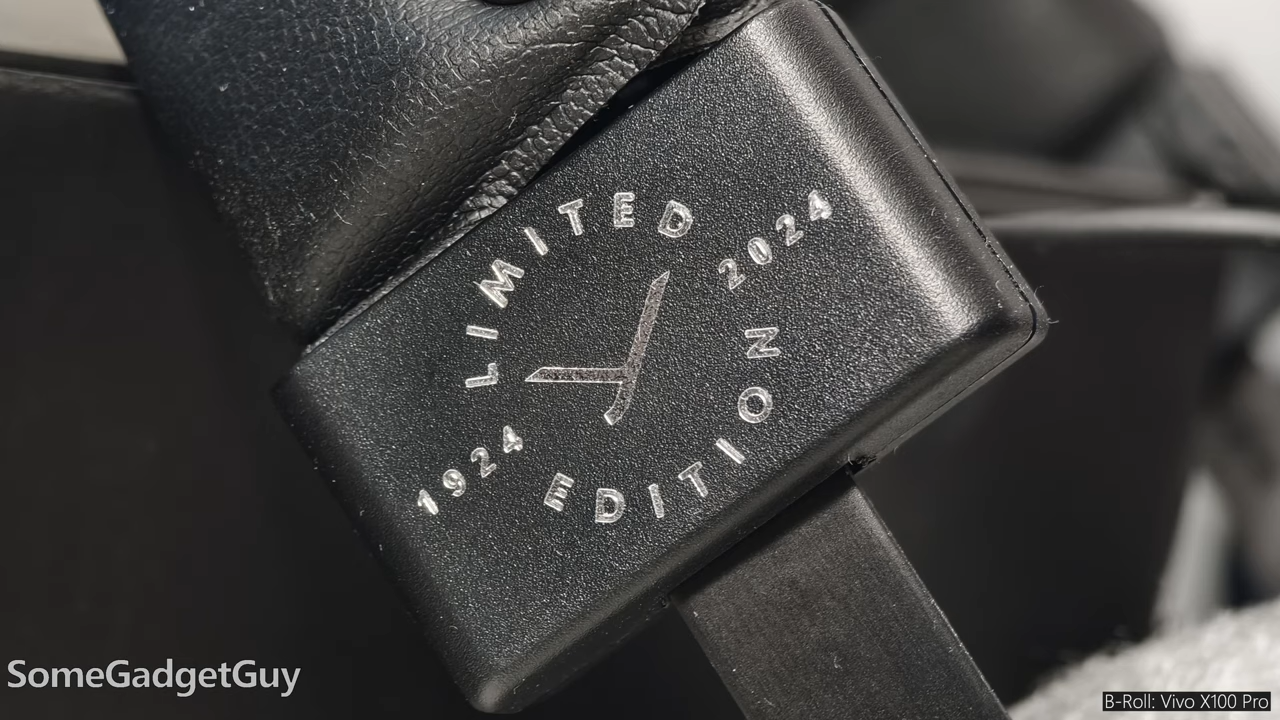 LIMITED
2024
1924
EDITION
SomeGadgetGuy
B-Roll: Vivo X100 Pro